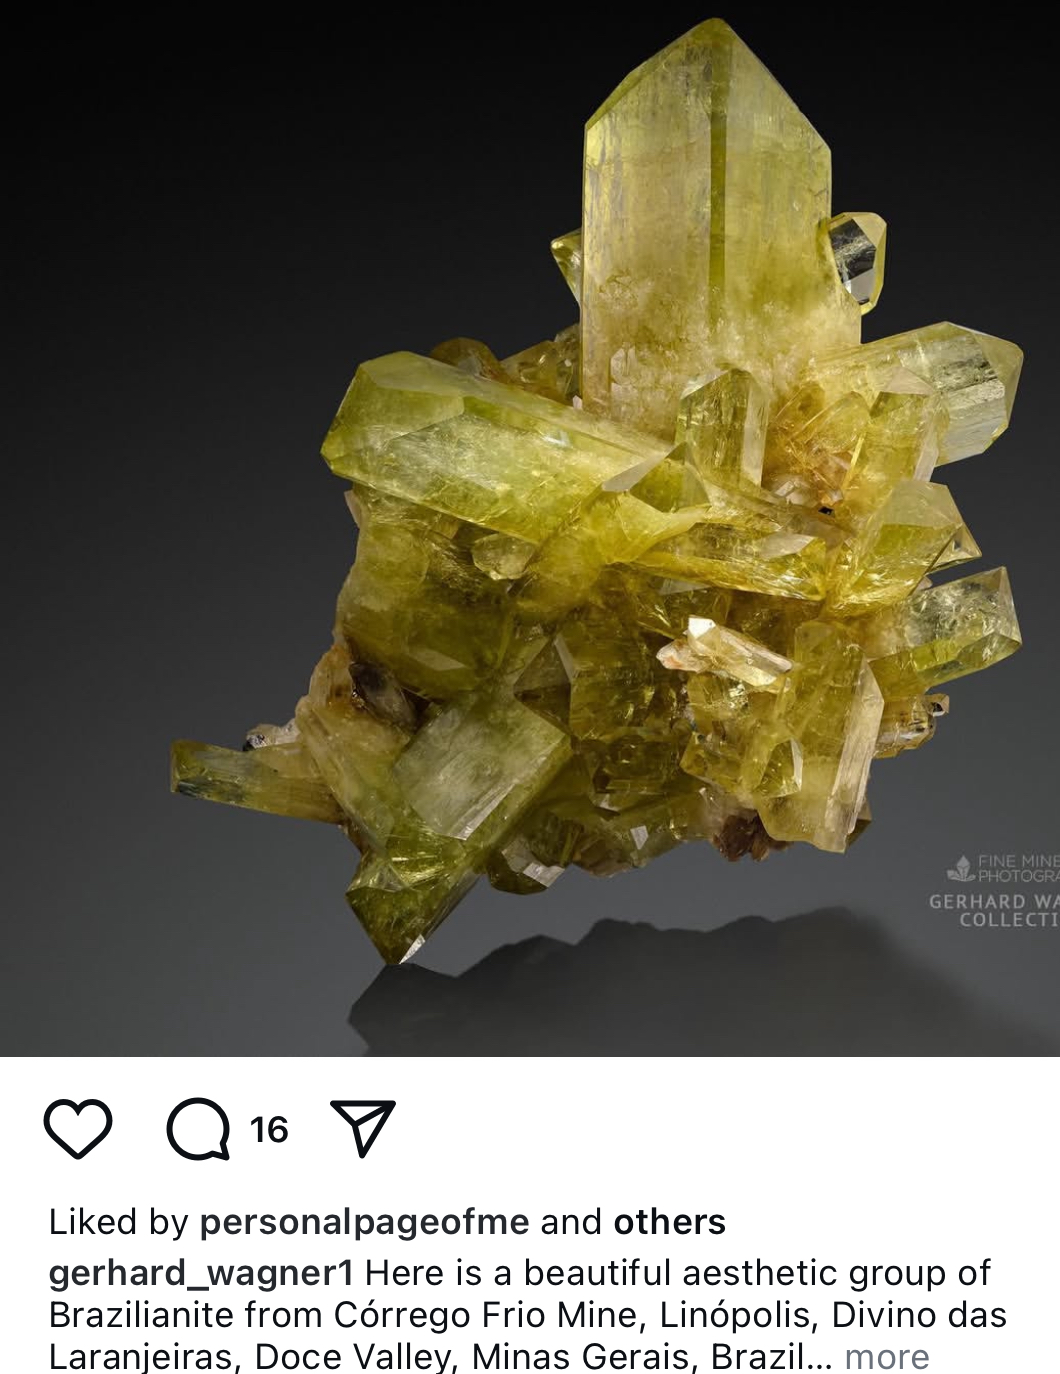 FINE MINE
PHOTOGRA
GERHARD WA
COLLECTI
16
Liked by personalpageofme and others
gerhard_wagner1 Here is a beautiful aesthetic group of
Brazilianite from Córrego Frio Mine, Linópolis, Divino das
Laranjeiras, Doce Valley, Minas Gerais, Brazil... more